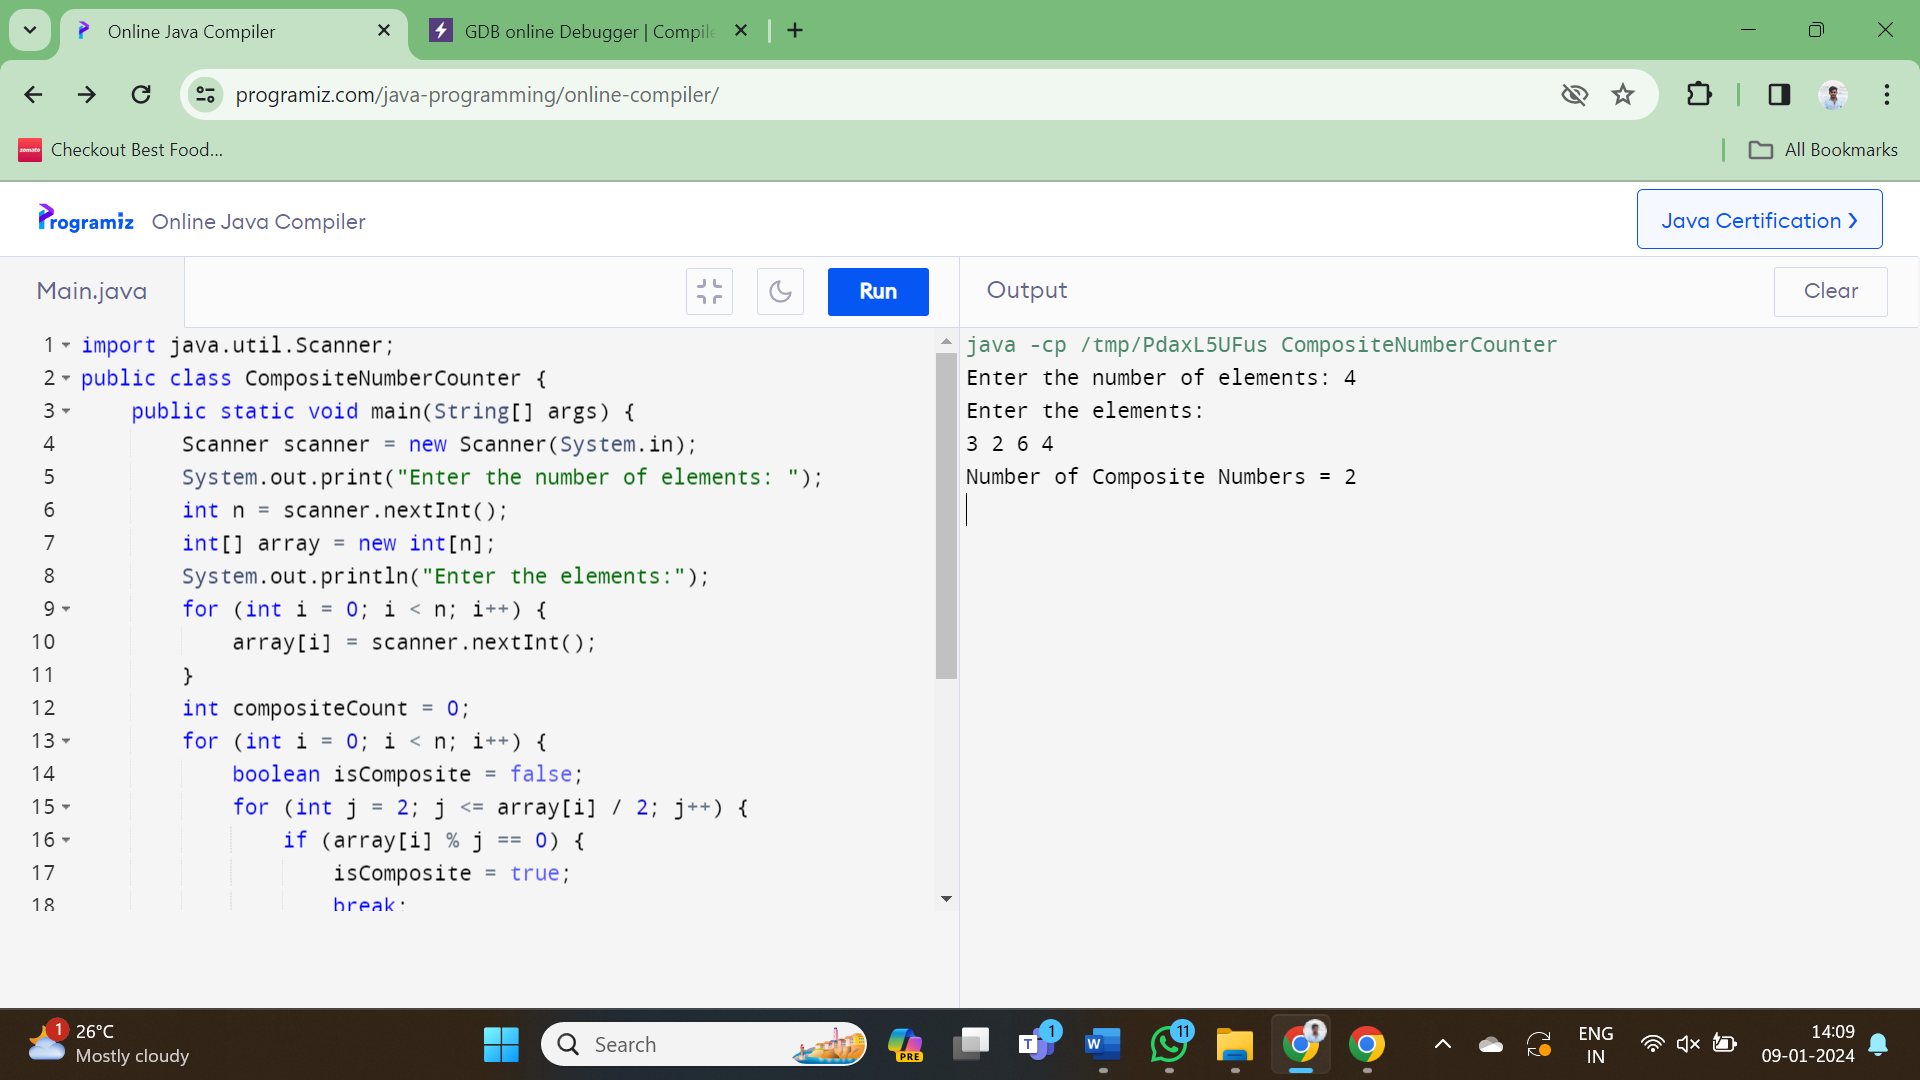 Online Java Compiler
GDB online Debugger | Compile
programiz.com/java-programming/online-compiler/
zomato
Checkout Best Food...
All Bookmarks
Programiz Online Java Compiler
Java Certification ❯
Main.java
Run
Output
Clear
1 import java.util.Scanner;
2 public class CompositeNumberCounter {
3 public static void main(String[] args) {
4 Scanner scanner = new Scanner(System.in);
5 System.out.print("Enter the number of elements: ");
6 int n = scanner.nextInt();
7 int[] array = new int[n];
8 System.out.println("Enter the elements:");
9 for (int i = 0; i < n; i++) {
10 array[i] = scanner.nextInt();
11 }
12 int compositeCount = 0;
13 for (int i = 0; i < n; i++) {
14 boolean isComposite = false;
15 for (int j = 2; j <= array[i] / 2; j++) {
16 if (array[i] % j == 0) {
17 isComposite = true;
18 break;
java -cp /tmp/PdaxL5UFus CompositeNumberCounter
Enter the number of elements: 4
Enter the elements:
3 2 6 4
Number of Composite Numbers = 2
1
26°C
Mostly cloudy
Search
PRE
T 1
W
11
ENG
IN
14:09
09-01-2024